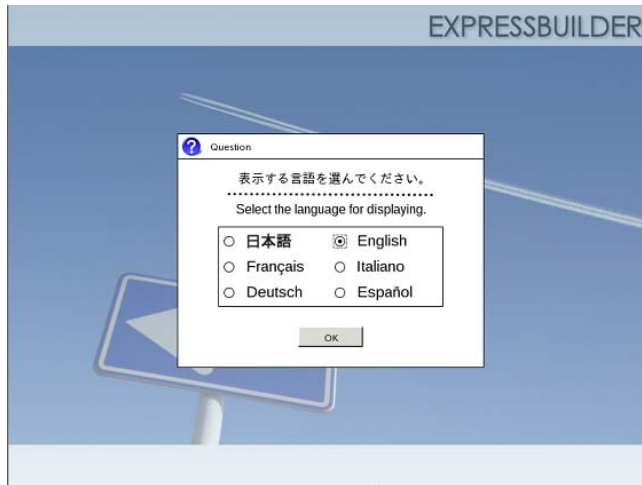 EXPRESSBUILDER
Question
表示する言語を選んでください。
Select the language for displaying.
日本語 English
Français Italiano
Deutsch Español
OK